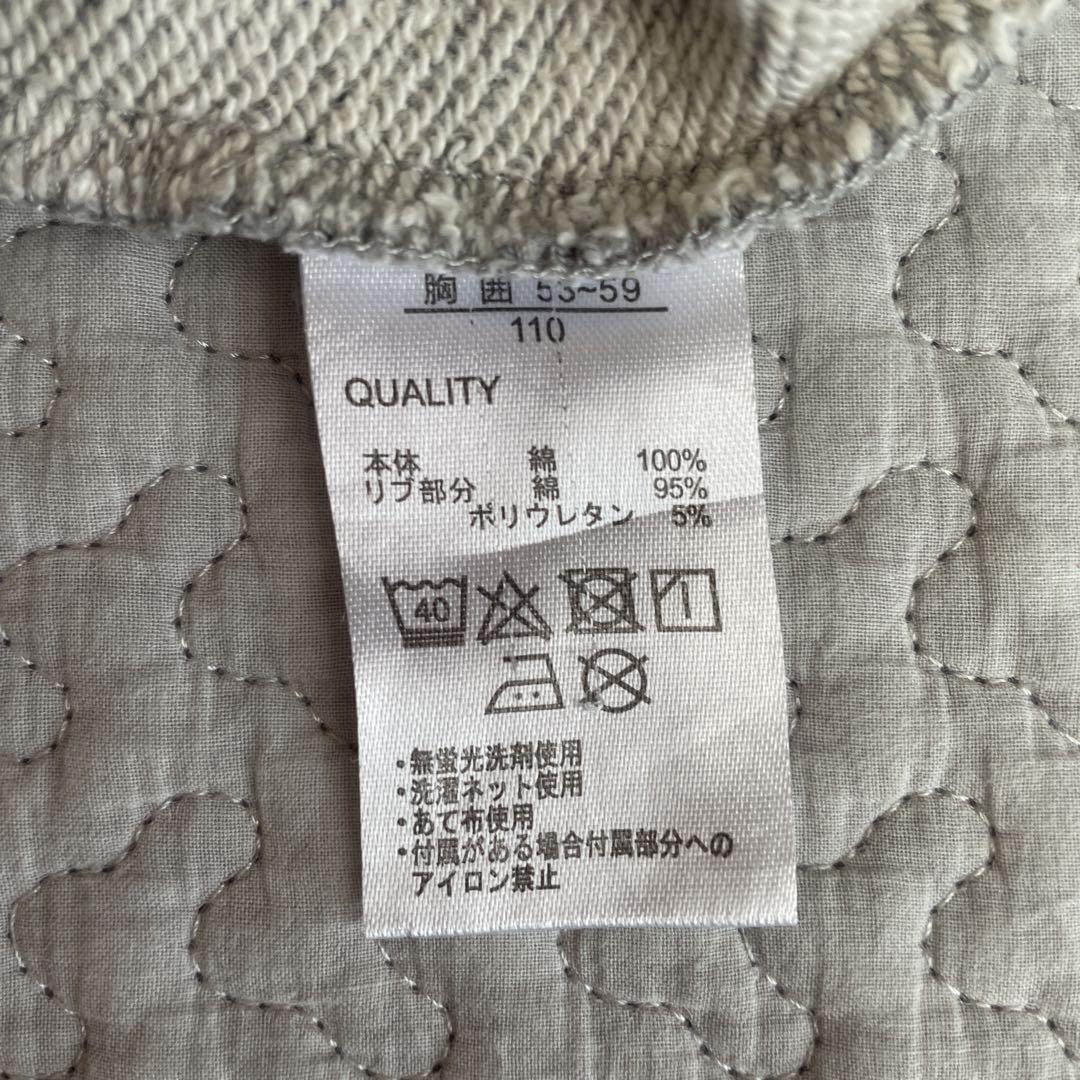 胸囲 53~59
110
QUALITY
本体 綿 100%
リブ部分 綿 95%
ポリウレタン 5%
40
・無蛍光洗剤使用
・洗濯ネット使用
・あて布使用
・付属がある場合付属部分への
アイロン禁止